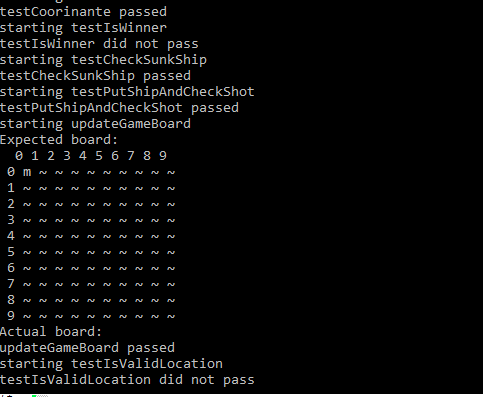 testCoorinante passed
starting testIsWinner
testIsWinner did not pass
starting testCheckSunkShip
testCheckSunkShip passed
starting testPutShipAndCheckShot
testPutShipAndCheckShot passed
starting updateGameBoard
Expected board:
  0 1 2 3 4 5 6 7 8 9
 0 m ~ ~ ~ ~ ~ ~ ~ ~ ~
 1 ~ ~ ~ ~ ~ ~ ~ ~ ~ ~
 2 ~ ~ ~ ~ ~ ~ ~ ~ ~ ~
 3 ~ ~ ~ ~ ~ ~ ~ ~ ~ ~
 4 ~ ~ ~ ~ ~ ~ ~ ~ ~ ~
 5 ~ ~ ~ ~ ~ ~ ~ ~ ~ ~
 6 ~ ~ ~ ~ ~ ~ ~ ~ ~ ~
 7 ~ ~ ~ ~ ~ ~ ~ ~ ~ ~
 8 ~ ~ ~ ~ ~ ~ ~ ~ ~ ~
 9 ~ ~ ~ ~ ~ ~ ~ ~ ~ ~
Actual board:
updateGameBoard passed
starting testIsValidLocation
testIsValidLocation did not pass